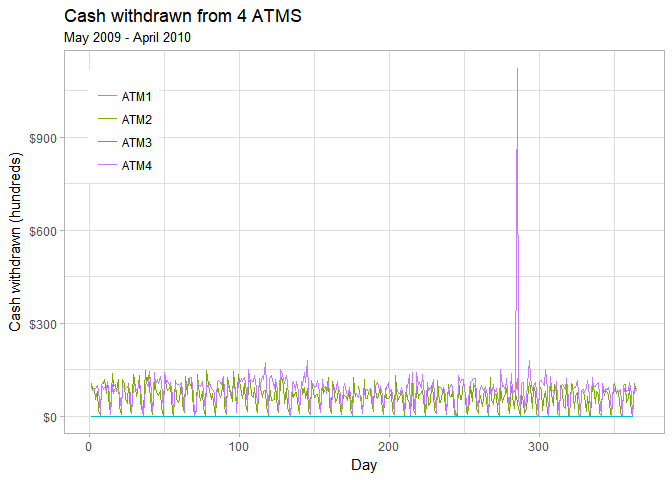 Cash withdrawn from 4 ATMS
May 2009 - April 2010
ATM1
ATM2
ATM3
ATM4
Cash withdrawn (hundreds)
$900
$600
$300
$0
0 100 200 300
Day